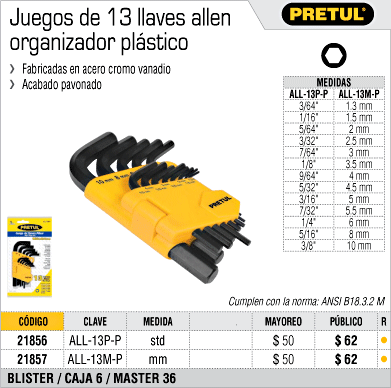 Juegos de 13 llaves allen
organizador plástico
PRETUL®
❯ Fabricadas en acero cromo vanadio
❯ Acabado pavonado
MEDIDAS
ALL-13P-P ALL-13M-P
3/64" 1.3 mm
1/16" 1.5 mm
5/64" 2 mm
3/32" 2.5 mm
7/64" 3 mm
1/8" 3.5 mm
9/64" 4 mm
5/32" 4.5 mm
3/16" 5 mm
7/32" 5.5 mm
1/4" 6 mm
5/16" 8 mm
3/8" 10 mm
10 mm 8 mm
PRETUL
PRETUL
Cumplen con la norma: ANSI B18.3.2 M
CÓDIGO CLAVE MEDIDA MAYOREO PÚBLICO R
21856 ALL-13P-P std $ 50 $ 62
21857 ALL-13M-P mm $ 50 $ 62
BLISTER / CAJA 6 / MASTER 36